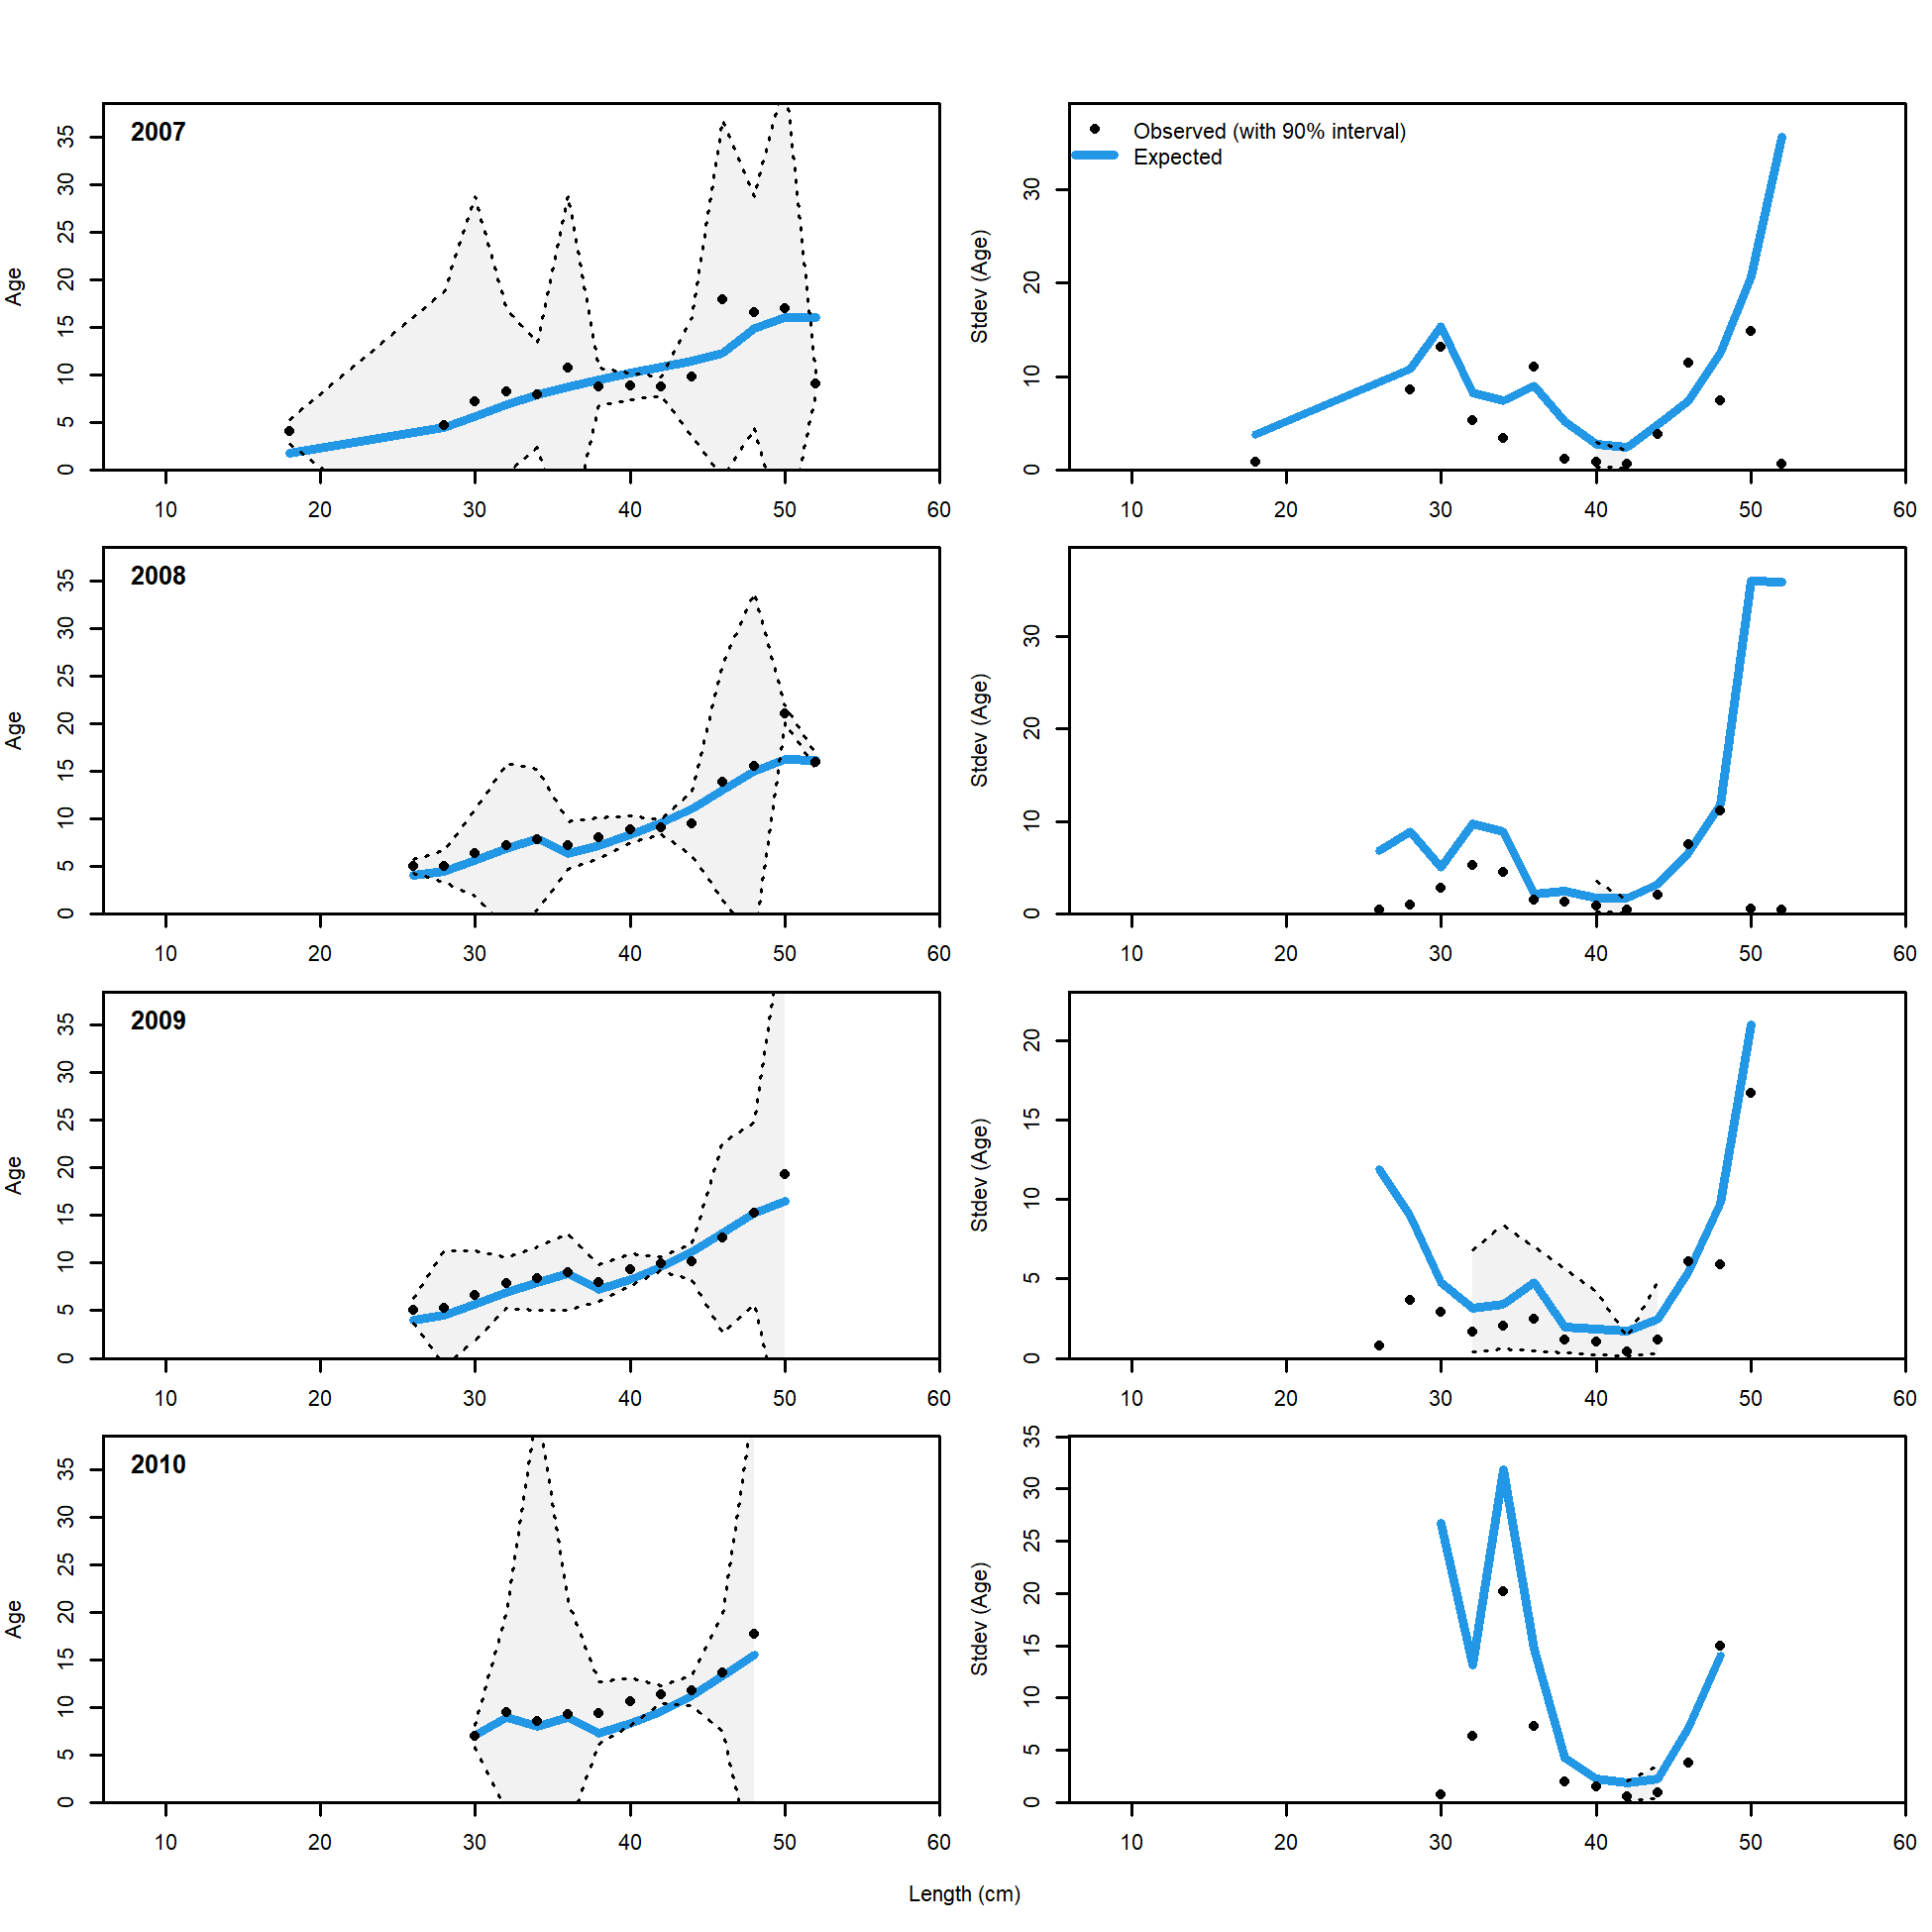 2007
Age
0 5 10 15 20 25 30 35
10 20 30 40 50 60
Observed (with 90% interval)
Expected
Stdev (Age)
0 10 20 30
10 20 30 40 50 60
2008
Age
0 5 10 15 20 25 30 35
10 20 30 40 50 60
Stdev (Age)
0 10 20 30
10 20 30 40 50 60
2009
Age
0 5 10 15 20 25 30 35
10 20 30 40 50 60
Stdev (Age)
0 5 10 15 20
10 20 30 40 50 60
2010
Age
0 5 10 15 20 25 30 35
10 20 30 40 50 60
Stdev (Age)
0 5 10 15 20 25 30 35
10 20 30 40 50 60
Length (cm)